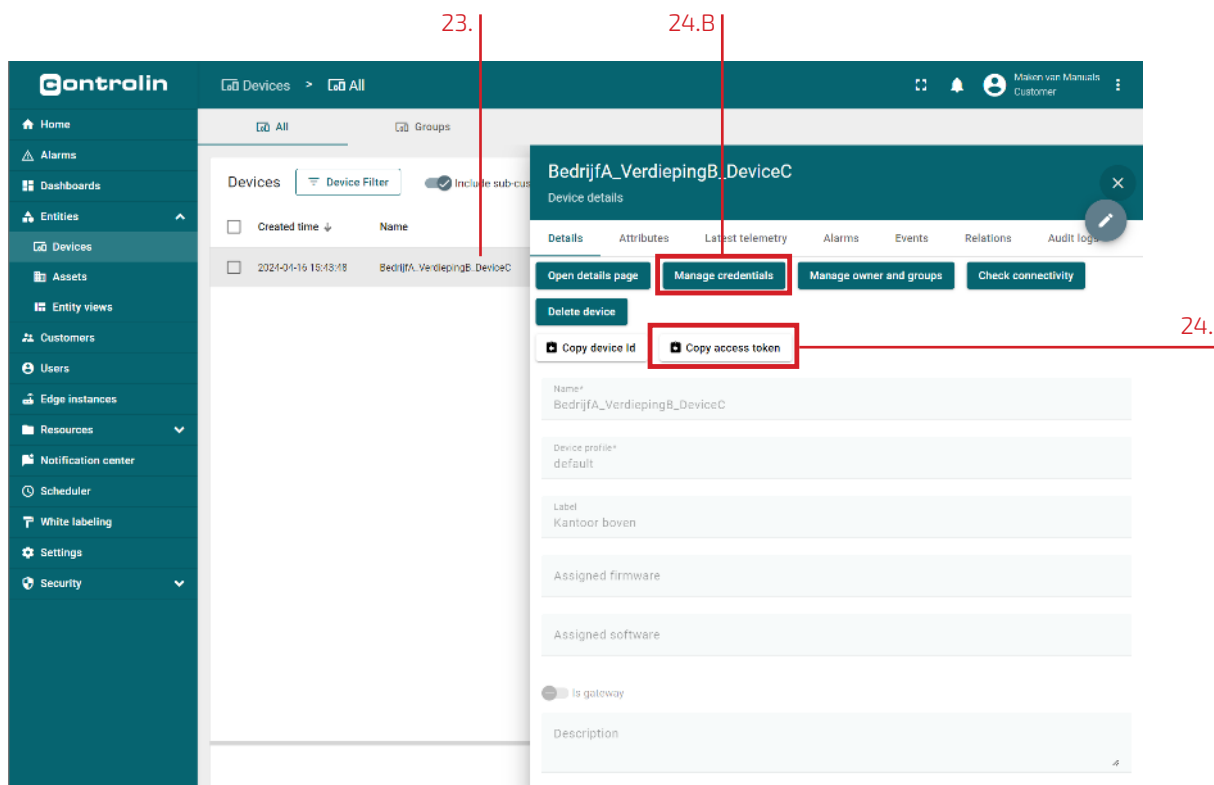 23.
24.B
controlin
Devices > All
Maken van Manuals
Customer
Home
Alarms
Dashboards
Entities
Devices
Assets
Entity views
Customers
Users
Edge instances
Resources
Notification center
Scheduler
White labeling
Settings
Security
All Groups
Devices Device Filter Include sub-cus
Created time ↓ Name
2024-04-16 15:43:48 BedrijfA_VerdiepingB_DeviceC
BedrijfA_VerdiepingB_DeviceC
Device details
Details Attributes Latest telemetry Alarms Events Relations Audit logs
Open details page Manage credentials Manage owner and groups Check connectivity
Delete device
24.
Copy device Id Copy access token
Name*
BedrijfA_VerdiepingB_DeviceC
Device profile*
default
Label
Kantoor boven
Assigned firmware
Assigned software
Is gateway
Description